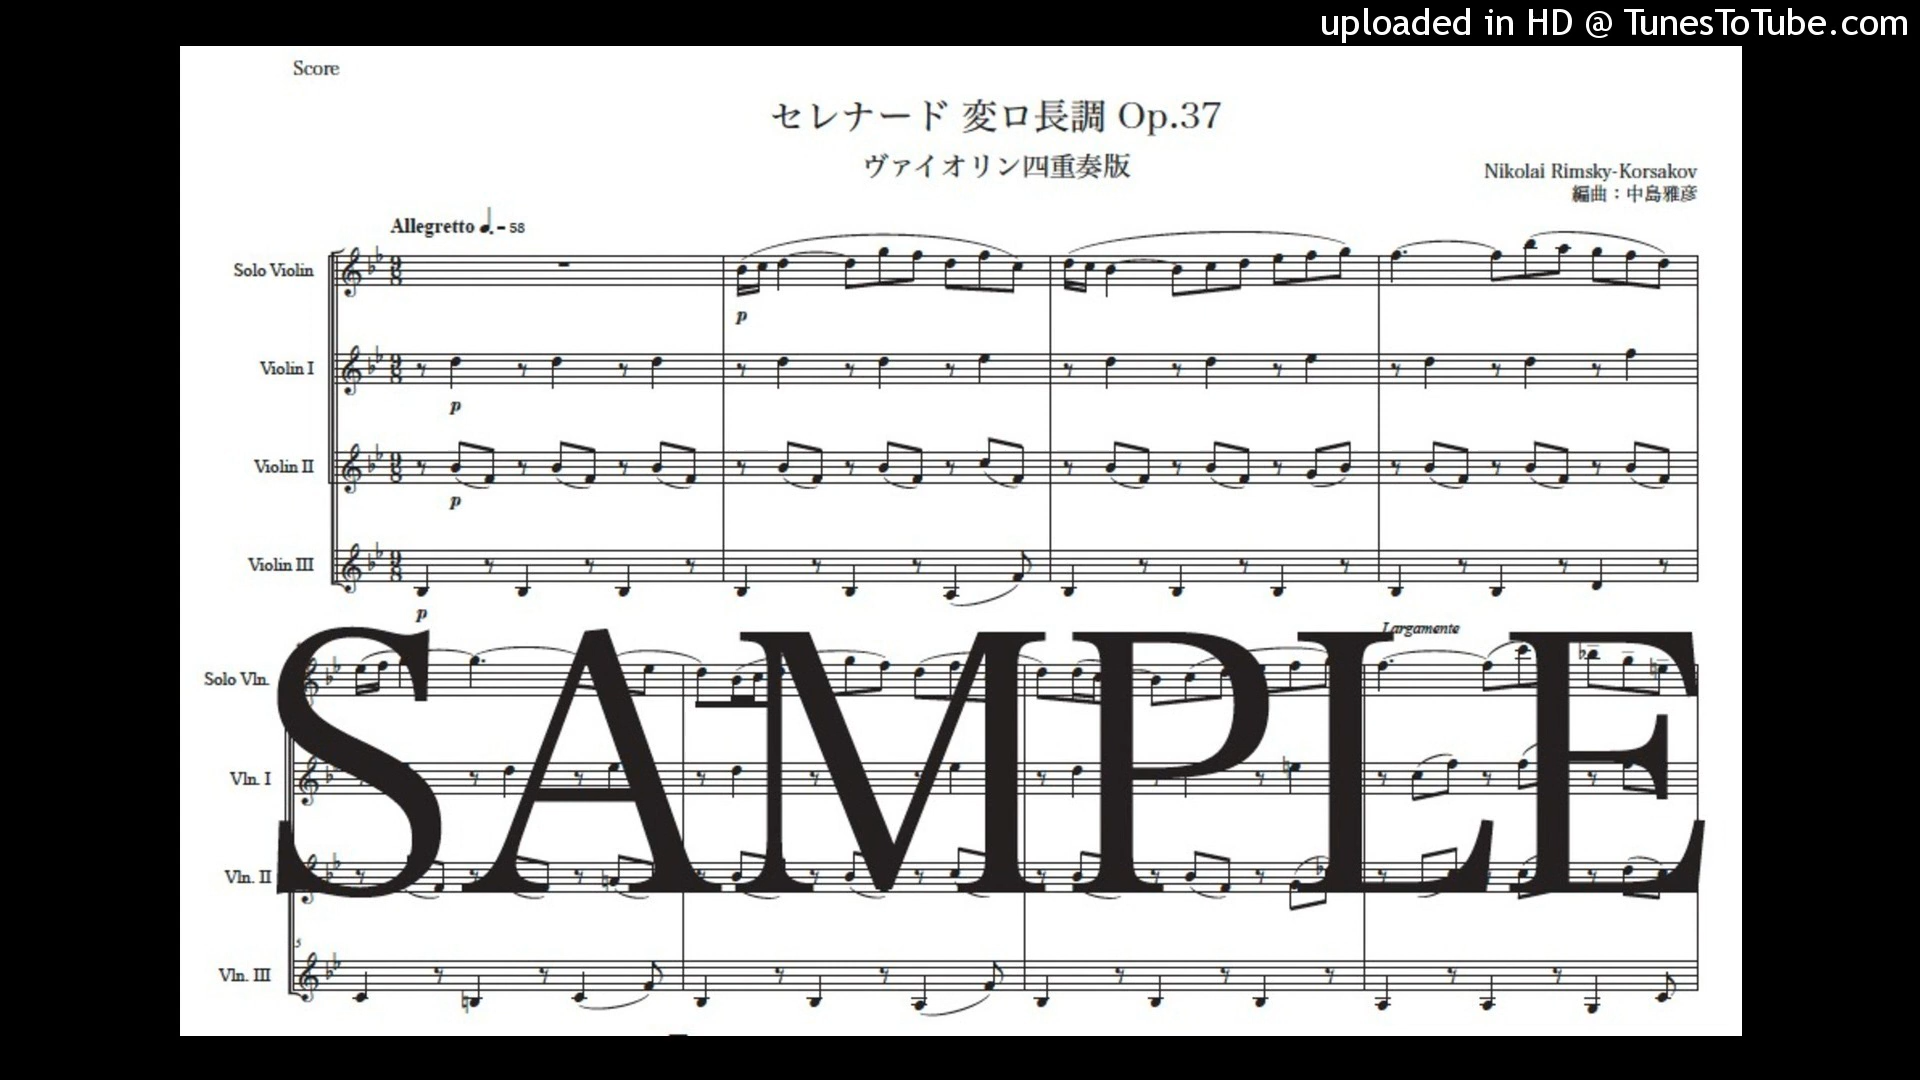 uploaded in HD @ TunesToTube.com
Score
セレナード 変ロ長調 Op.37
ヴァイオリン四重奏版
Nikolai Rimsky-Korsakov
編曲：中島雅彦
Allegretto ♩. = 58
Solo Violin
p
Violin I
p
Violin II
p
Violin III
p
Largamente
Solo Vln.
Vln. I
Vln. II
5
Vln. III
SAMPLE